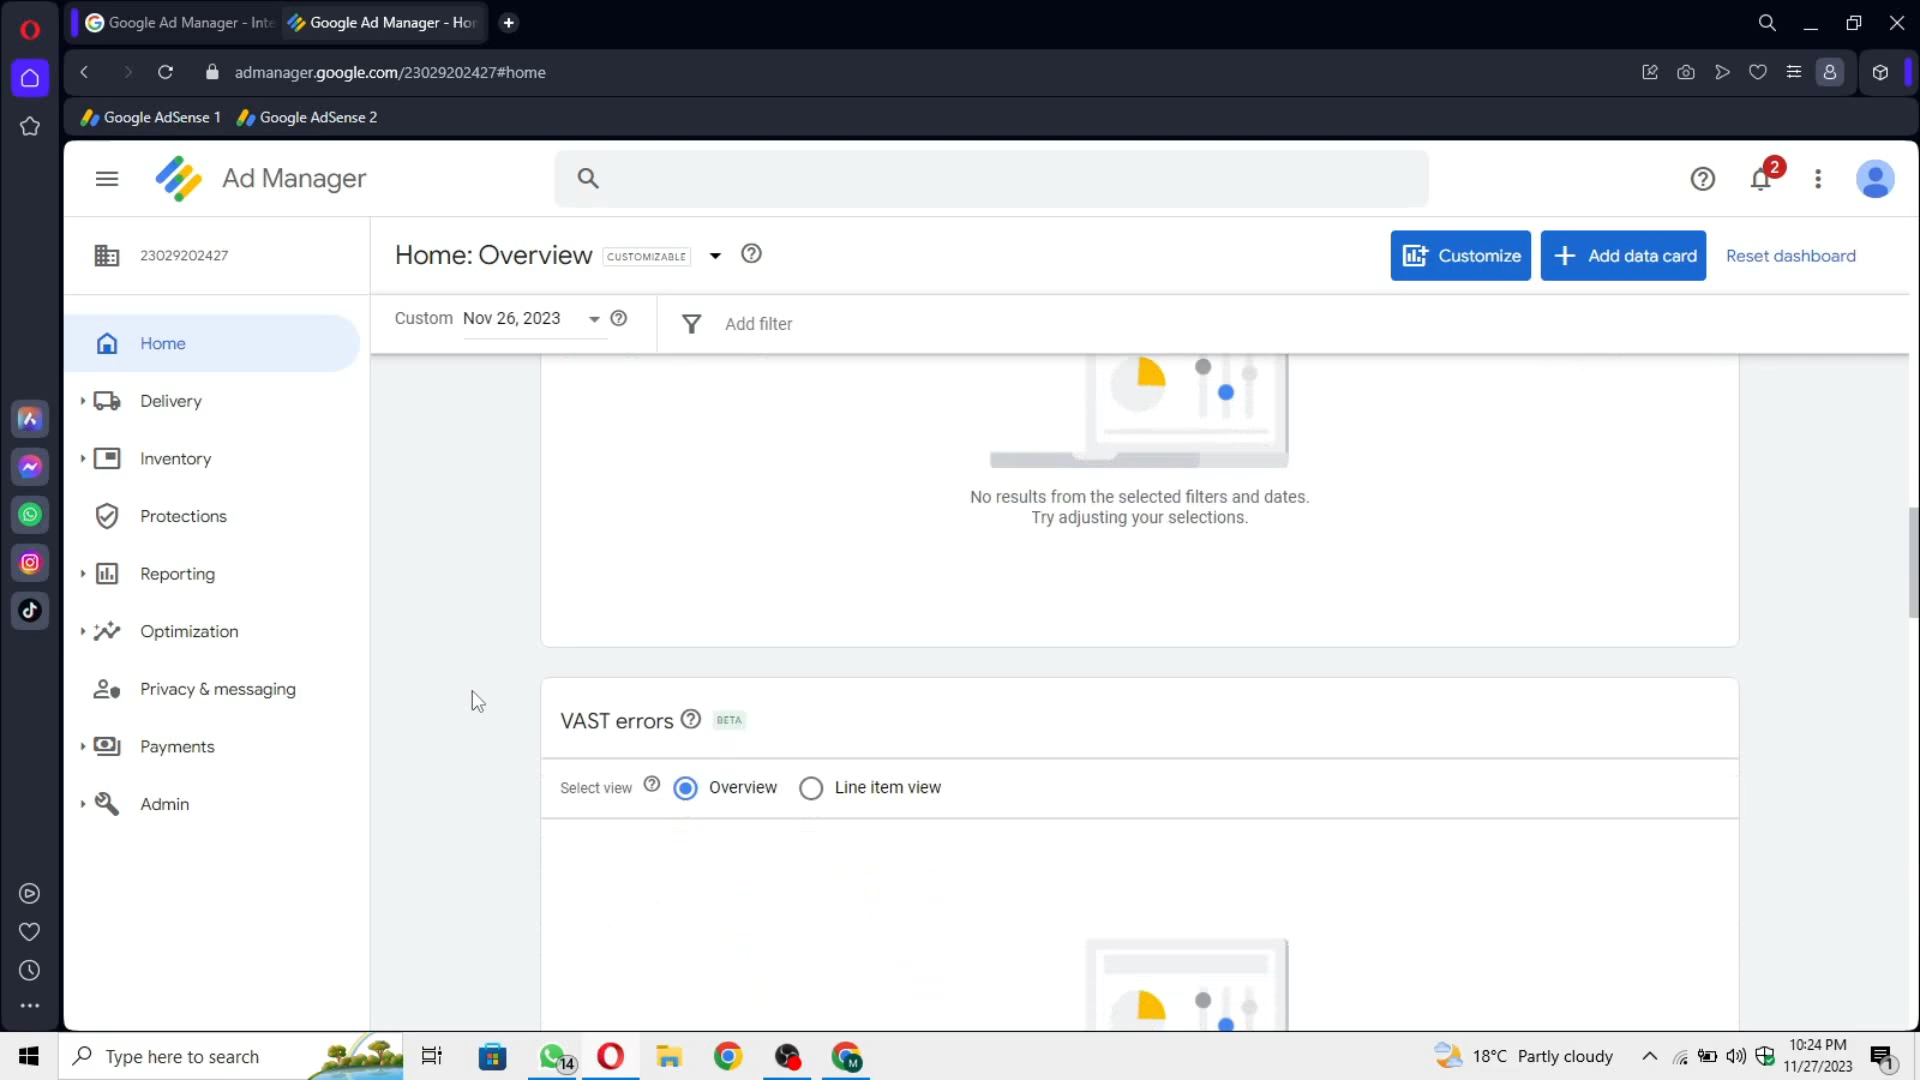 Google Ad Manager - Inte
Google Ad Manager - Hom
admanager.google.com/23029202427#home
Google AdSense 1
Google AdSense 2
Ad Manager
2
23029202427
Home: Overview
CUSTOMIZABLE
Customize
Add data card
Reset dashboard
Custom
Nov 26, 2023
Add filter
Home
Delivery
Inventory
Protections
Reporting
Optimization
Privacy & messaging
Payments
Admin
No results from the selected filters and dates.
Try adjusting your selections.
VAST errors
BETA
Select view
Overview
Line item view
Type here to search
14
M
18°C Partly cloudy
10:24 PM
11/27/2023
1